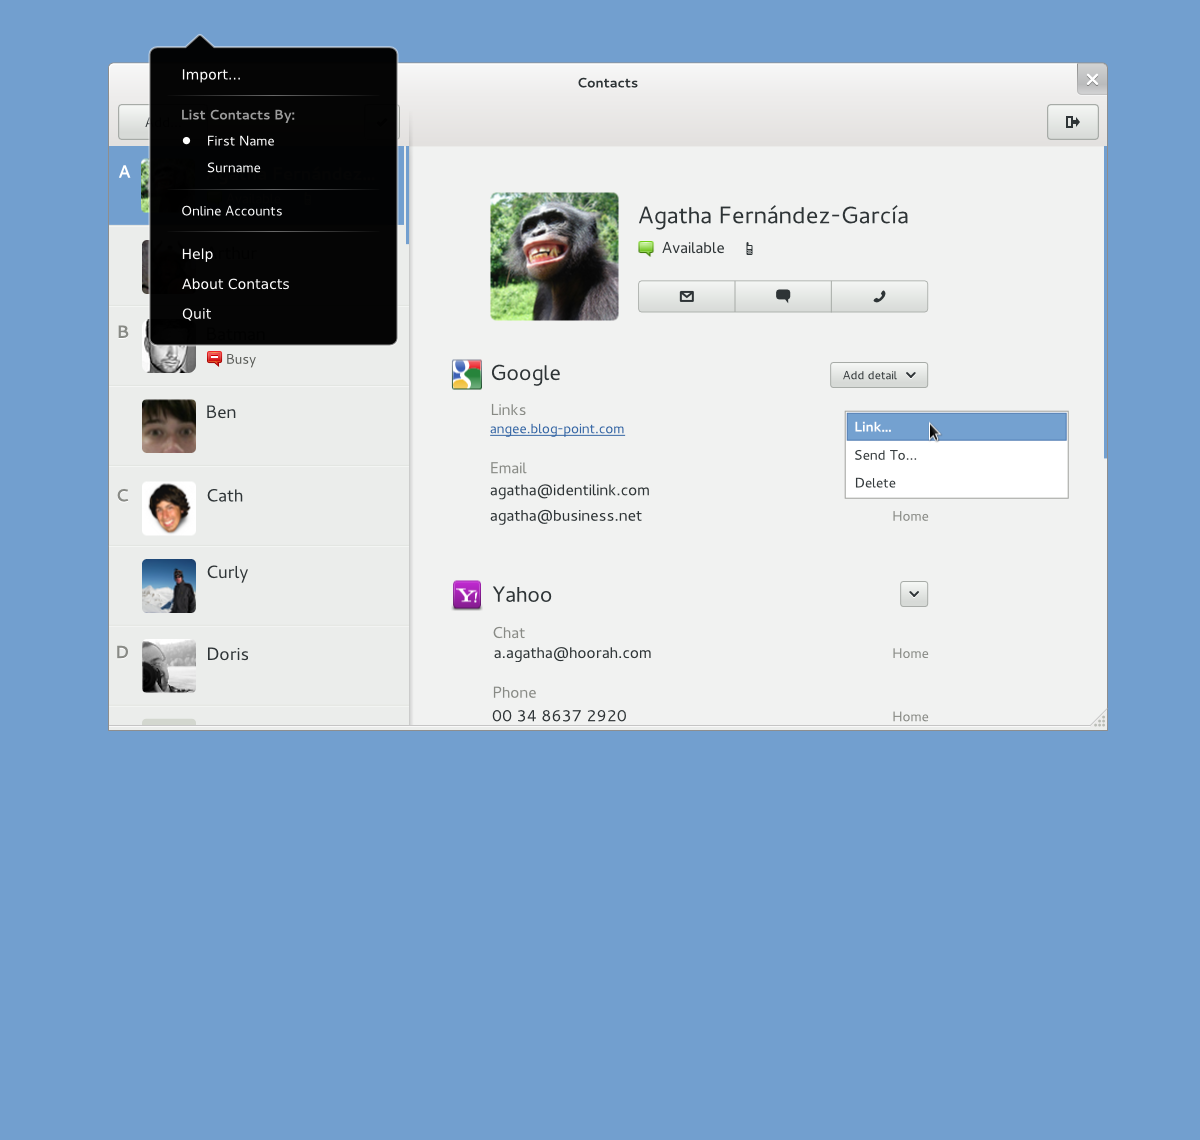 Import...
List Contacts By:
First Name
Surname
Online Accounts
Help
About Contacts
Quit
Contacts
A
B
Busy
Ben
C
Cath
Curly
D
Doris
Agatha Fernández-García
Available
Google
Add detail
Links
angee.blog-point.com
Link...
Send To...
Delete
Email
agatha@identilink.com
agatha@business.net
Home
Yahoo
Chat
a.agatha@hoorah.com
Home
Phone
00 34 8637 2920
Home